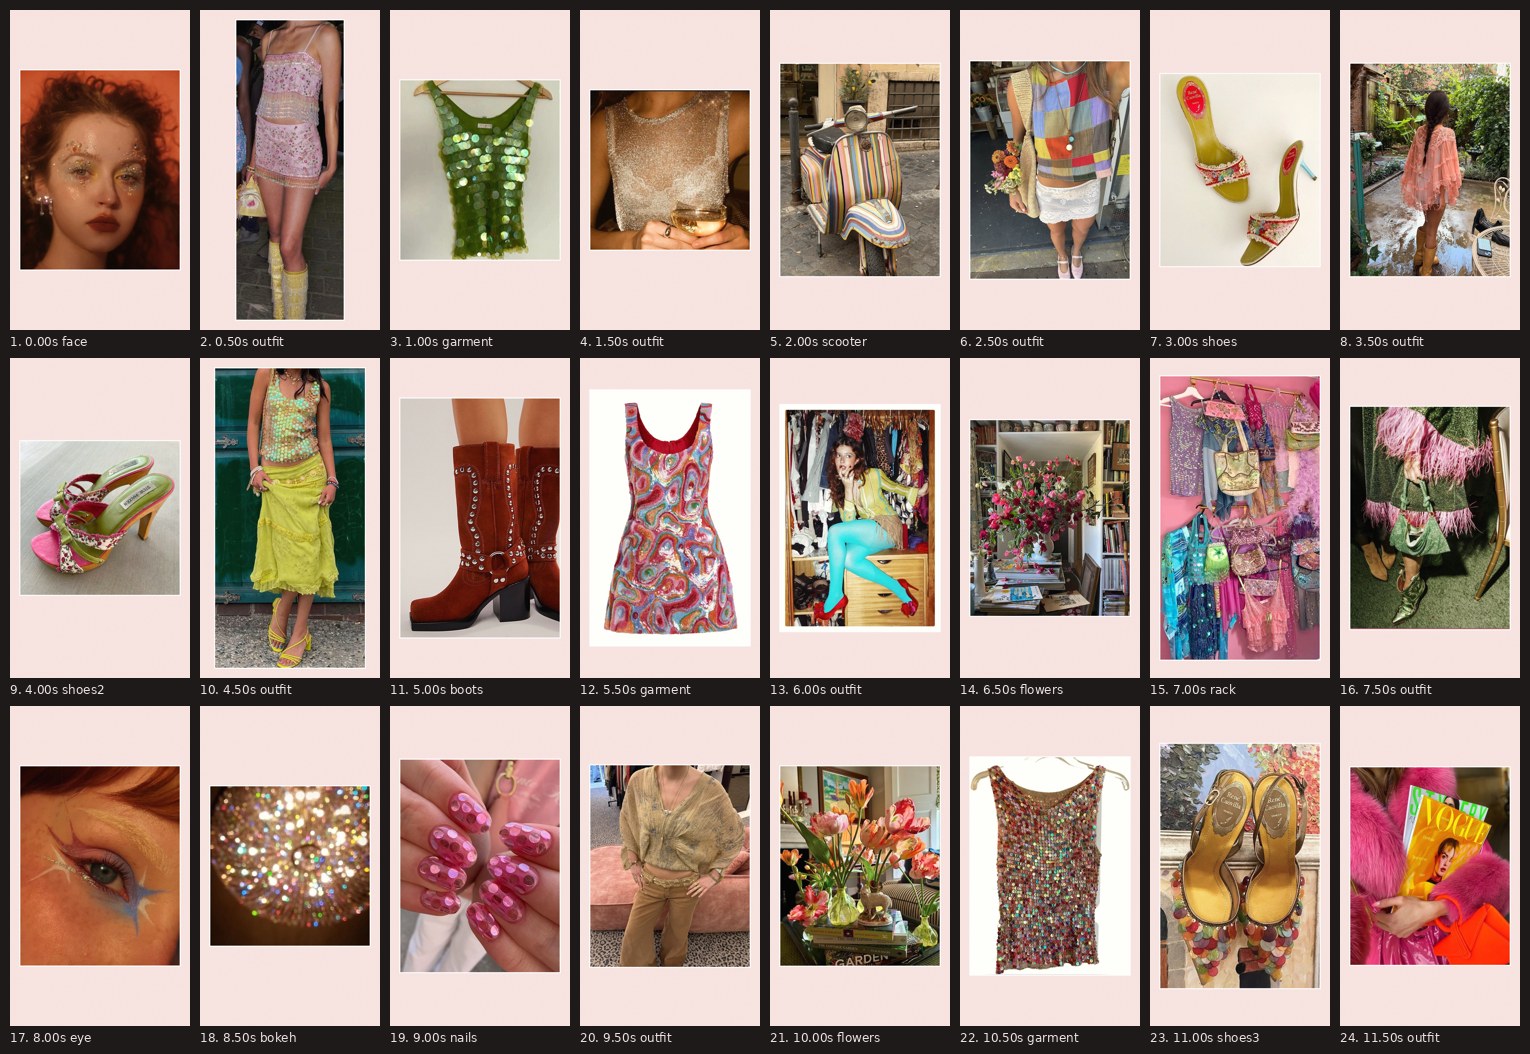 1. 0.00s face
2. 0.50s outfit
3. 1.00s garment
4. 1.50s outfit
5. 2.00s scooter
6. 2.50s outfit
7. 3.00s shoes
8. 3.50s outfit
9. 4.00s shoes2
10. 4.50s outfit
11. 5.00s boots
12. 5.50s garment
13. 6.00s outfit
14. 6.50s flowers
15. 7.00s rack
16. 7.50s outfit
GARDEN
René
Caovilla
René
Caovilla
VOGUE
17. 8.00s eye
18. 8.50s bokeh
19. 9.00s nails
20. 9.50s outfit
21. 10.00s flowers
22. 10.50s garment
23. 11.00s shoes3
24. 11.50s outfit